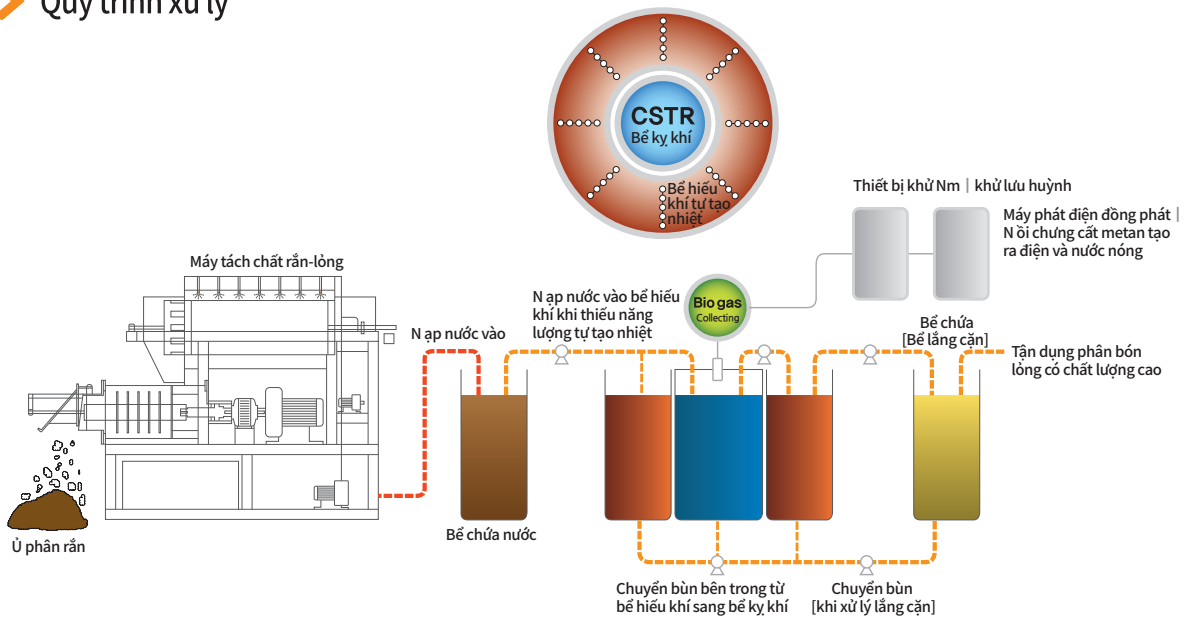 Quy trình xử lý
CSTR
Bể kỵ khí
Bể hiếu
khí tự tạo
nhiệt
Thiết bị khử Nm | khử lưu huỳnh
Máy phát điện đồng phát |
N ồi chưng cất metan tạo
ra điện và nước nóng
Máy tách chất rắn-lỏng
N ạp nước vào
N ạp nước vào bể hiếu
khí khi thiếu năng
lượng tự tạo nhiệt
Bio gas
Collecting
Bể chứa
[Bể lắng cặn]
Tận dụng phân bón
lỏng có chất lượng cao
Ủ phân rắn
Bể chứa nước
Chuyển bùn bên trong từ
bể hiếu khí sang bể kỵ khí
Chuyển bùn
[khi xử lý lắng cặn]